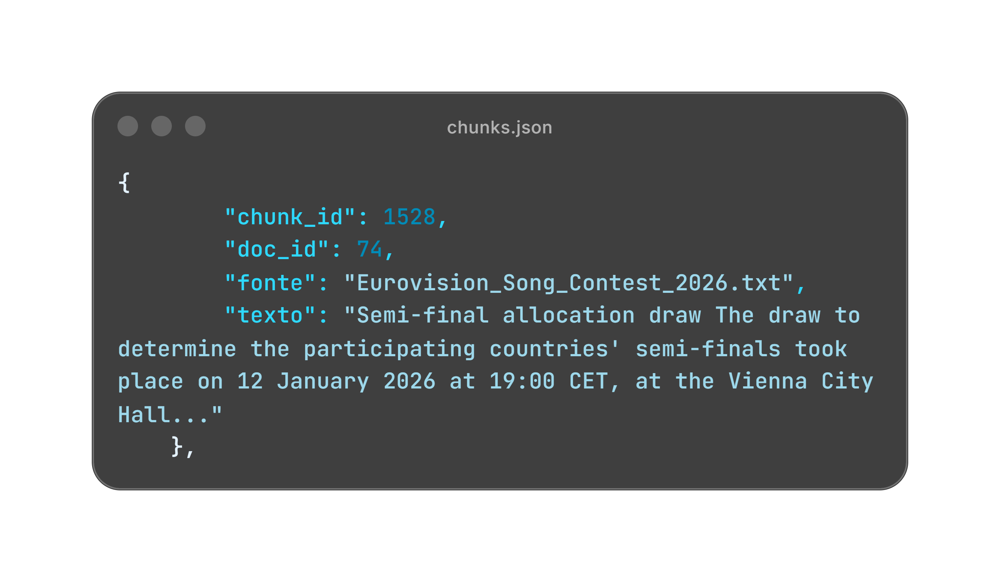 chunks.json
{
"chunk_id": 1528,
"doc_id": 74,
"fonte": "Eurovision_Song_Contest_2026.txt",
"texto": "Semi-final allocation draw The draw to
determine the participating countries' semi-finals took
place on 12 January 2026 at 19:00 CET, at the Vienna City
Hall..."
},